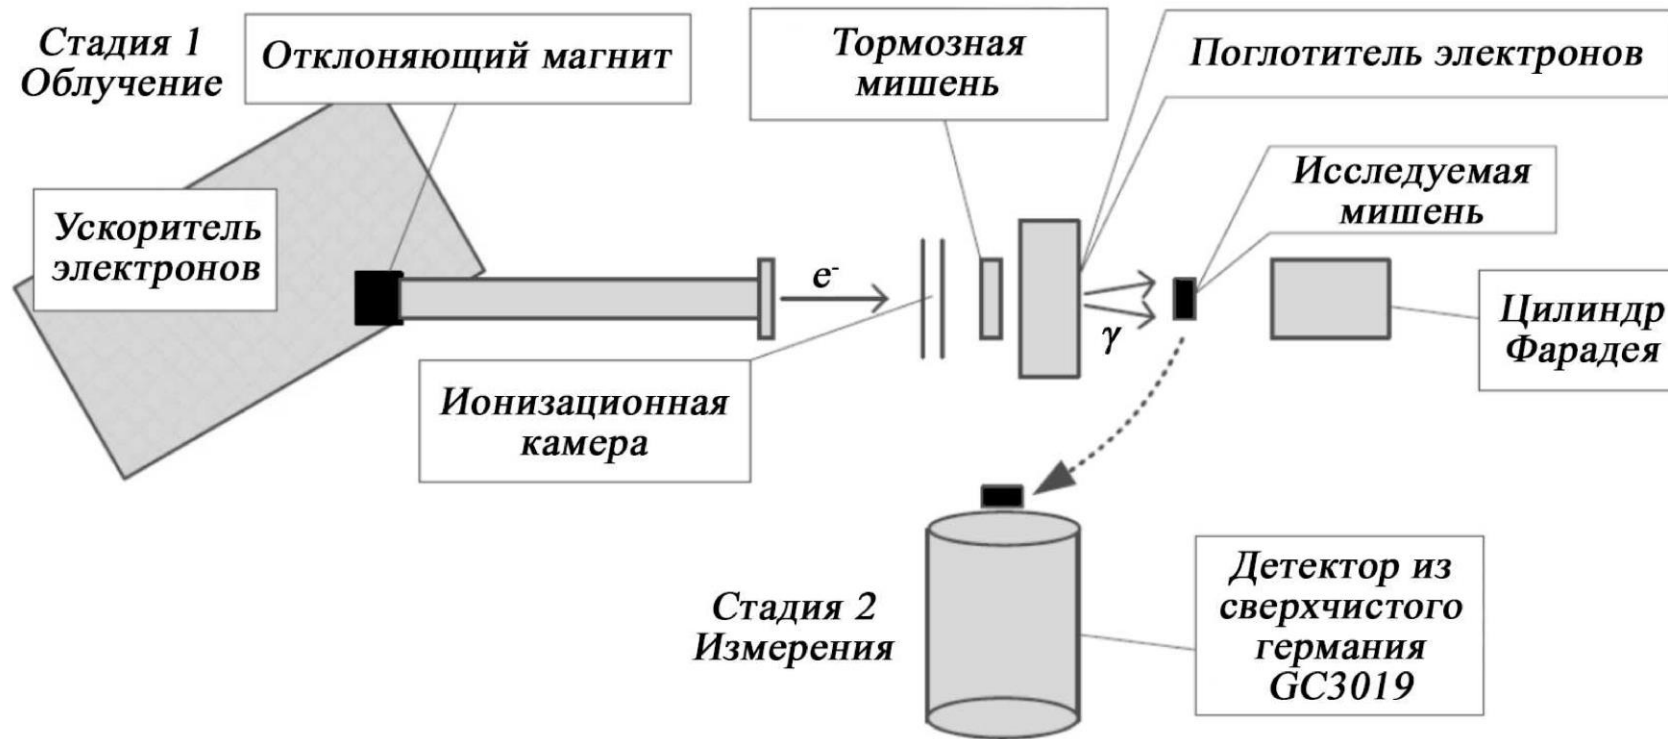 Стадия 1
Облучение
Отклоняющий магнит
Тормозная
мишень
Поглотитель электронов
Исследуемая
мишень
Ускоритель
электронов
e-
γ
Цилиндр
Фарадея
Ионизационная
камера
Стадия 2
Измерения
Детектор из
сверхчистого
германия
GC3019